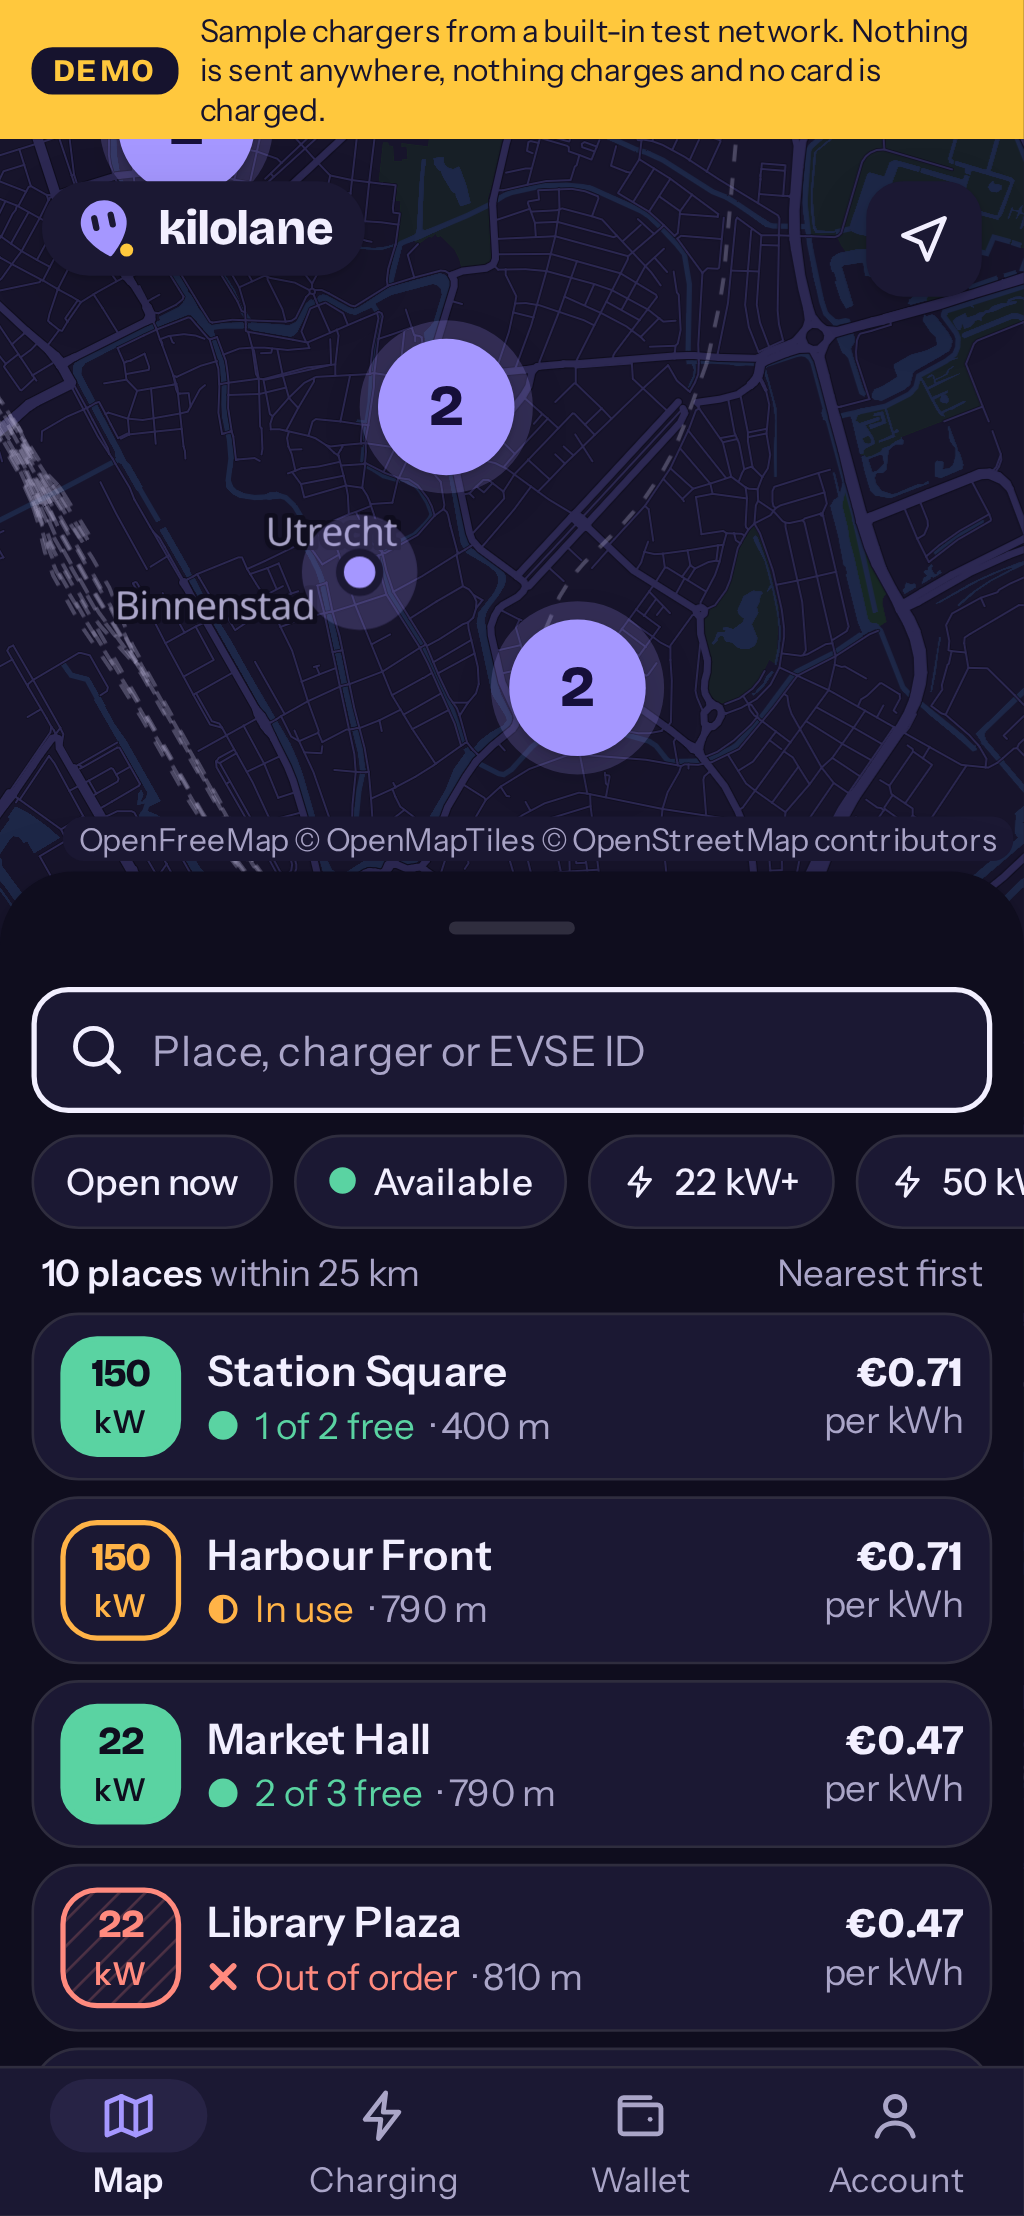 DEMO
Sample chargers from a built-in test network. Nothing
is sent anywhere, nothing charges and no card is
charged.
kilolane
2
Utrecht
Binnenstad
2
OpenFreeMap © OpenMapTiles © OpenStreetMap contributors
Place, charger or EVSE ID
Open now
Available
22 kW+
50 kW
10 places within 25 km
Nearest first
150
kW
Station Square
1 of 2 free · 400 m
€0.71
per kWh
150
kW
Harbour Front
In use · 790 m
€0.71
per kWh
22
kW
Market Hall
2 of 3 free · 790 m
€0.47
per kWh
22
kW
Library Plaza
Out of order · 810 m
€0.47
per kWh
Map
Charging
Wallet
Account